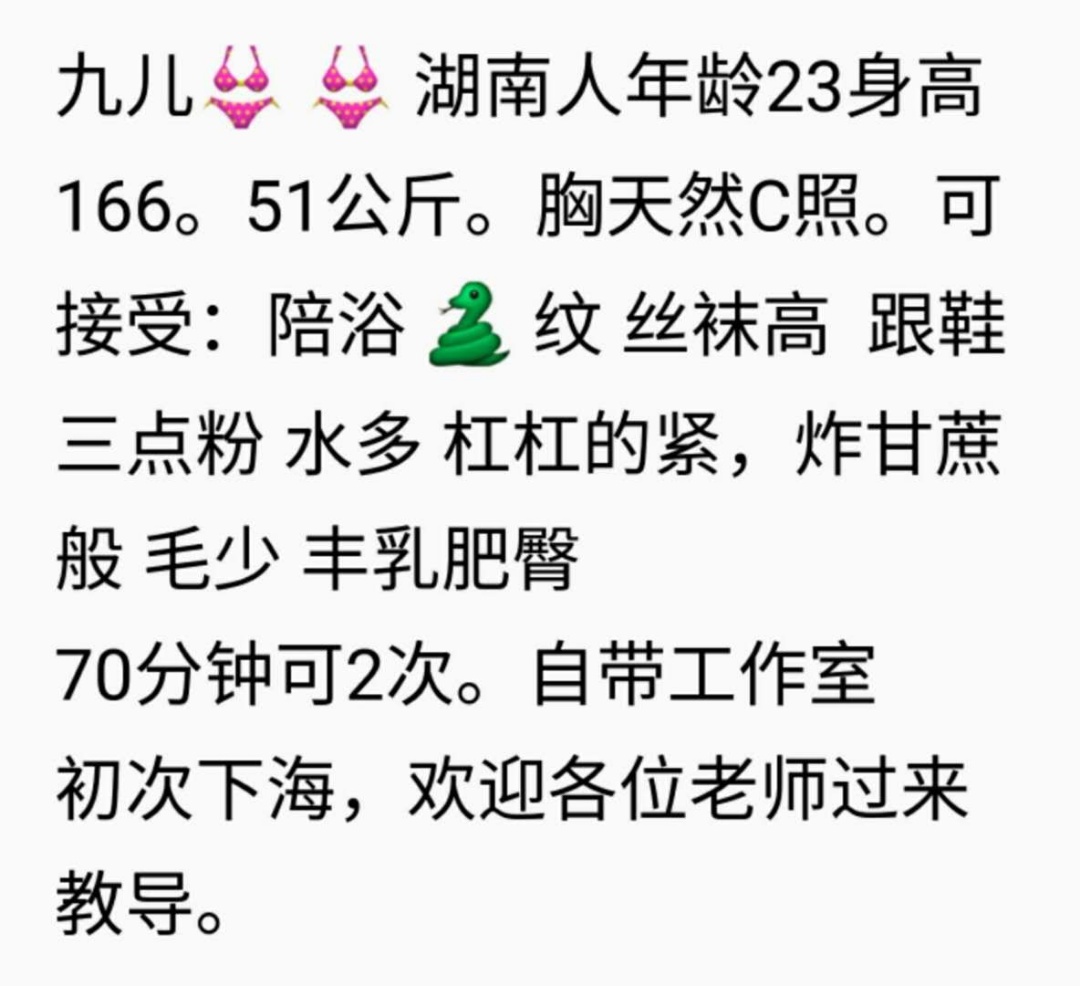 九儿👙 👙 湖南人年龄23身高
166。51公斤。胸天然C照。可
接受：陪浴 🐍 纹 丝袜高 跟鞋
三点粉 水多 杠杠的紧，炸甘蔗
般 毛少 丰乳肥臀
70分钟可2次。自带工作室
初次下海，欢迎各位老师过来
教导。